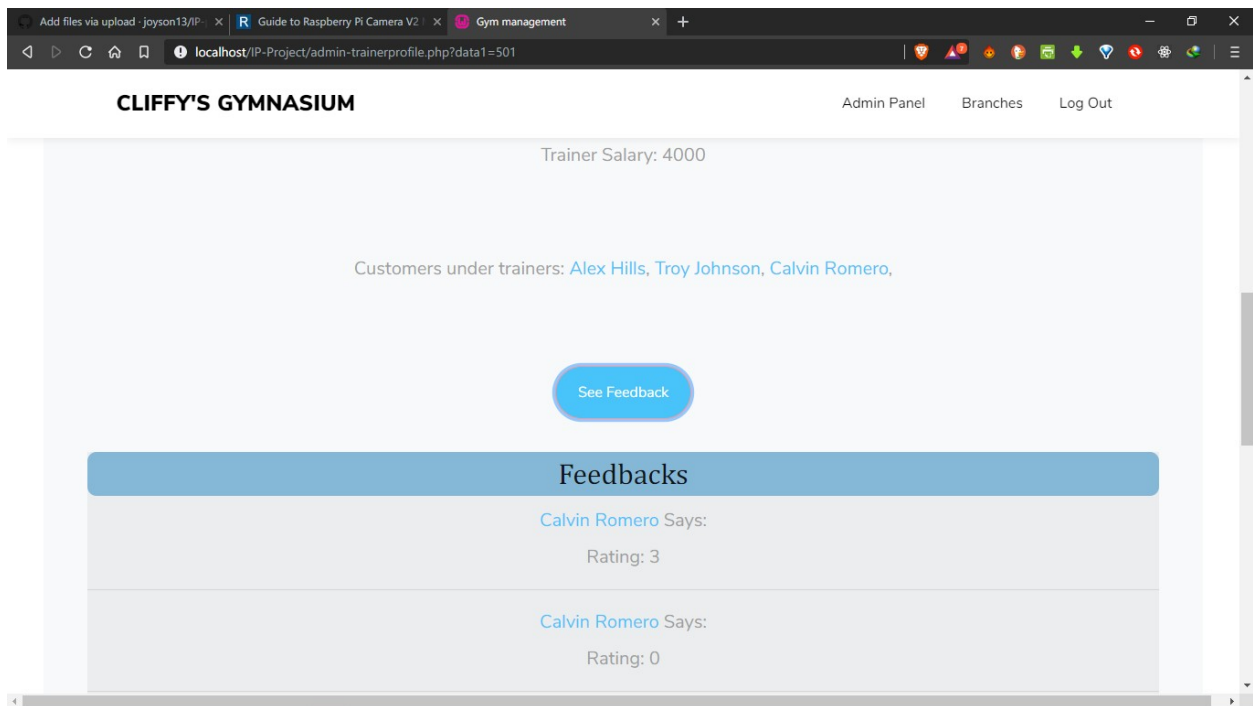 Add files via upload · joyson13/IP-
Guide to Raspberry Pi Camera V2
Gym management
localhost/IP-Project/admin-trainerprofile.php?data1=501
CLIFFY'S GYMNASIUM
Admin Panel
Branches
Log Out
Trainer Salary: 4000
Customers under trainers: Alex Hills, Troy Johnson, Calvin Romero,
See Feedback
Feedbacks
Calvin Romero Says:
Rating: 3
Calvin Romero Says:
Rating: 0